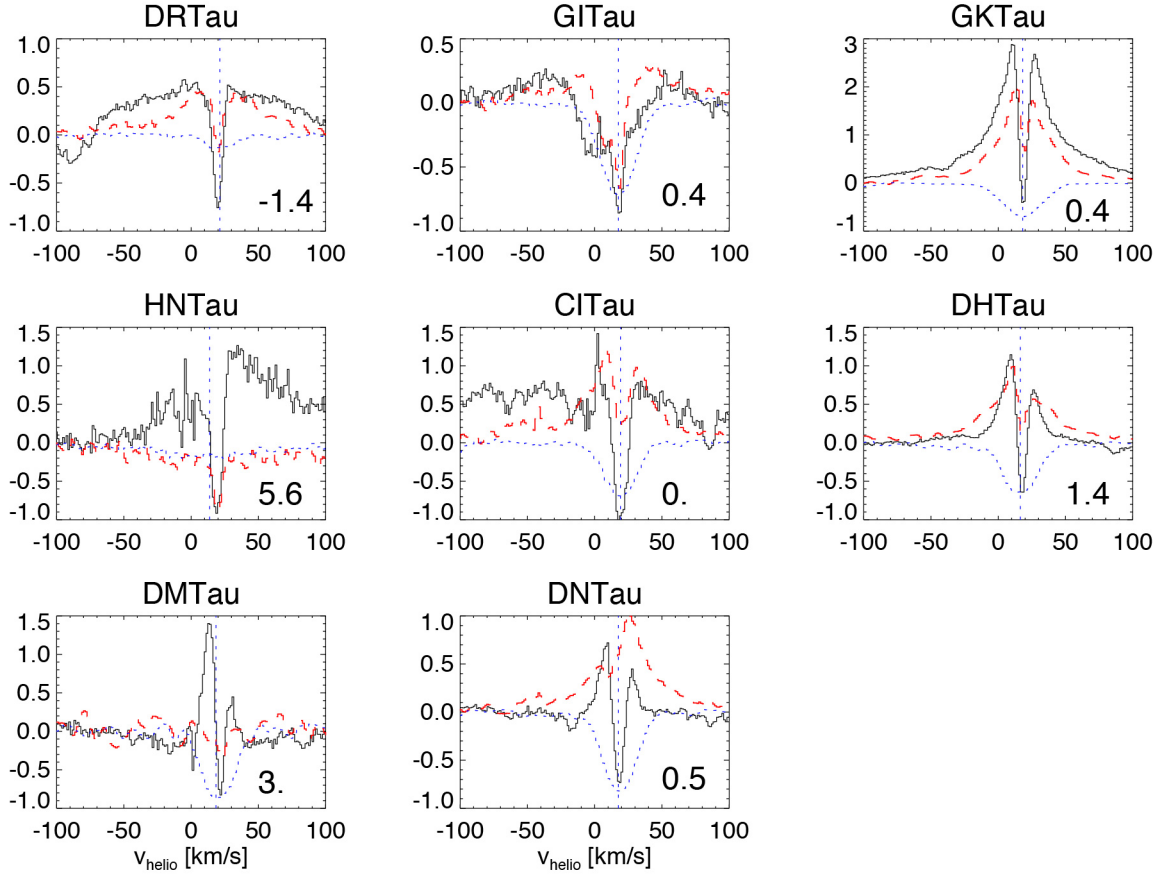 DRTau GITau GKTau
1.0 0.5 0.0 -0.5 -1.0
-1.4
-100 -50 0 50 100
0.5 0.0 -0.5 -1.0
0.4
-100 -50 0 50 100
3 2 1 0 -1
0.4
-100 -50 0 50 100
HNTau CITau DHTau
1.5 1.0 0.5 0.0 -0.5 -1.0
5.6
-100 -50 0 50 100
1.5 1.0 0.5 0.0 -0.5 -1.0
0.
-100 -50 0 50 100
1.5 1.0 0.5 0.0 -0.5 -1.0
1.4
-100 -50 0 50 100
DMTau DNTau
1.5 1.0 0.5 0.0 -0.5 -1.0
3.
-100 -50 0 50 100
vhelio [km/s]
1.0 0.5 0.0 -0.5 -1.0
0.5
-100 -50 0 50 100
vhelio [km/s]